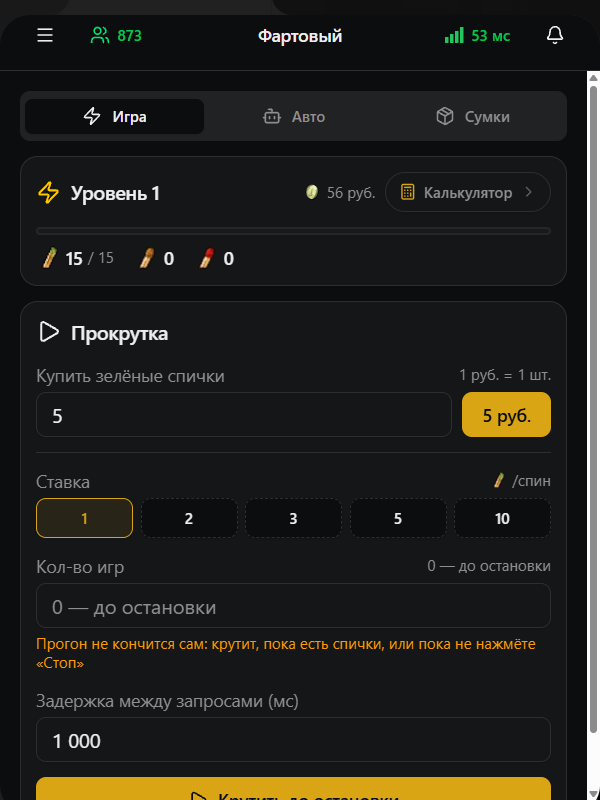 873
Фартовый
53 мс
Игра
Авто
Сумки
Уровень 1
56 руб.
Калькулятор
15 / 15
0
0
Прокрутка
Купить зелёные спички
1 руб. = 1 шт.
5
5 руб.
Ставка
/спин
1
2
3
5
10
Кол-во игр
0 — до остановки
0 — до остановки
Прогон не кончится сам: крутит, пока есть спички, или пока не нажмёте
«Стоп»
Задержка между запросами (мс)
1 000
Крутить до остановки